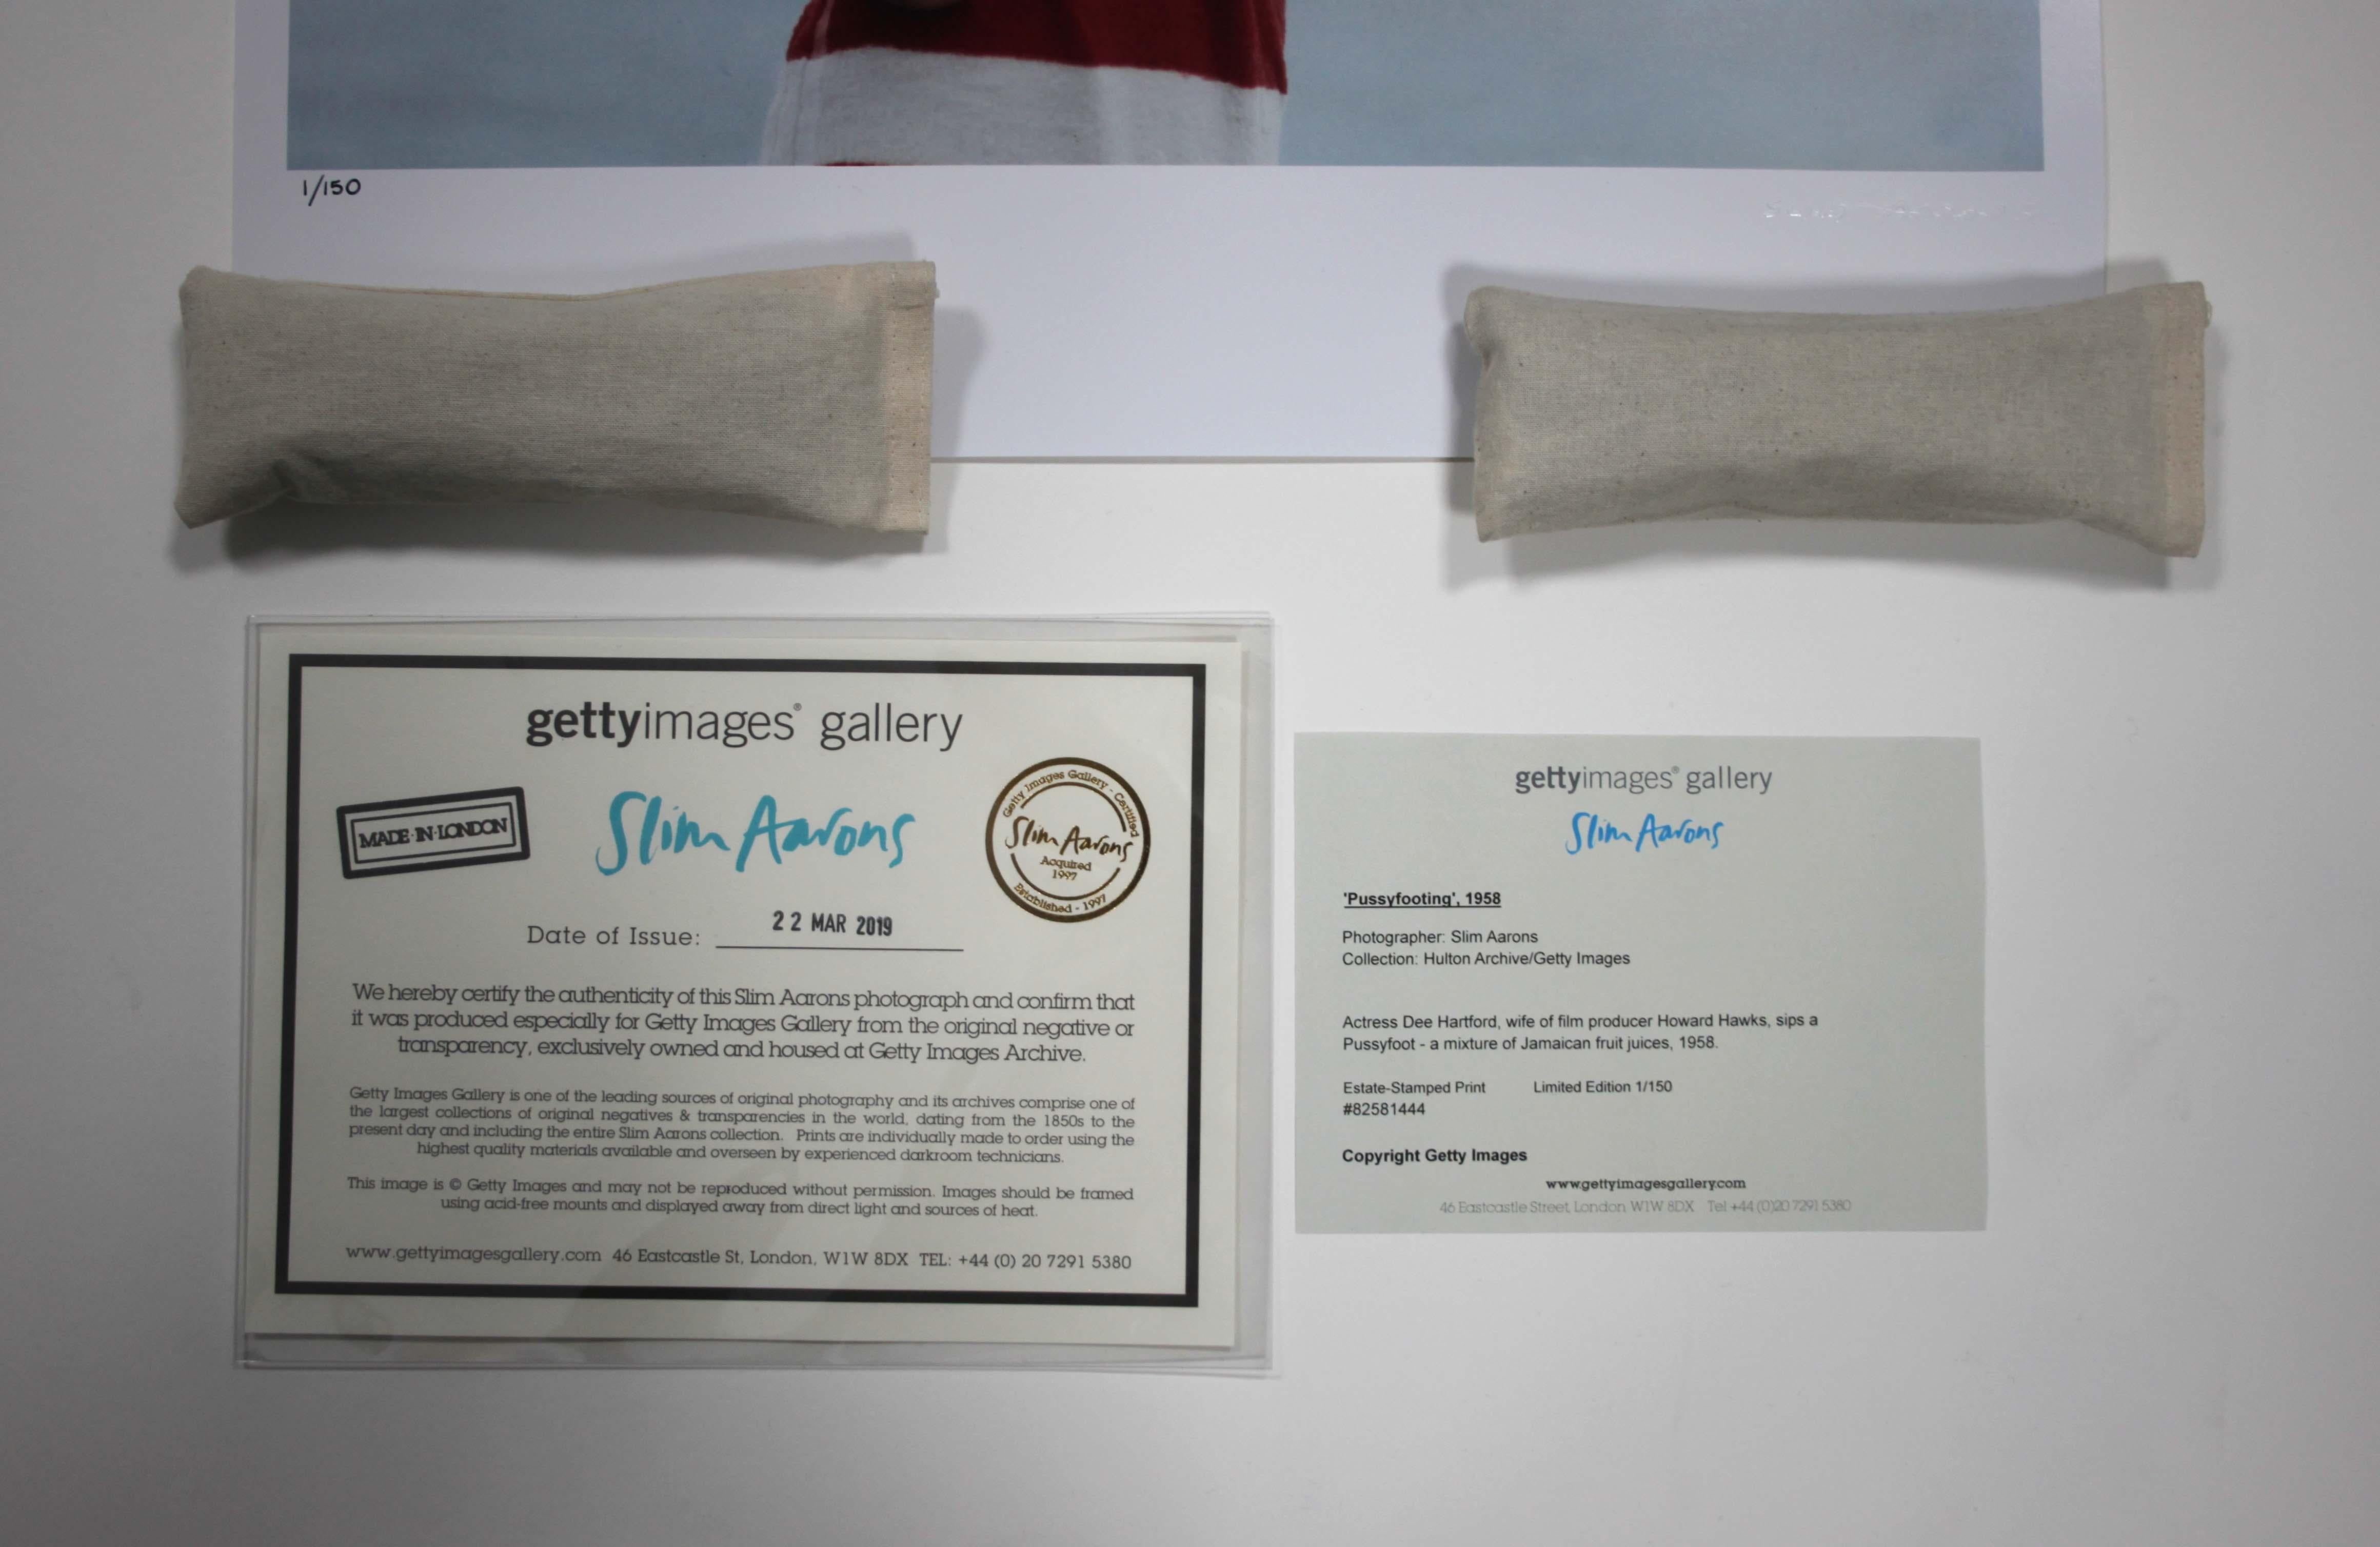 1/150
gettyimages® gallery
MADE·IN·LONDON
Slim Aarons
Getty Images Gallery - Certified
Slim Aarons
Acquired
1997
Established - 1997
Date of Issue: 22 MAR 2019
We hereby certify the authenticity of this Slim Aarons photograph and confirm that
it was produced especially for Getty Images Gallery from the original negative or
transparency, exclusively owned and housed at Getty Images Archive.
Getty Images Gallery is one of the leading sources of original photography and its archives comprise one of
the largest collections of original negatives & transparencies in the world, dating from the 1850s to the
present day and including the entire Slim Aarons collection. Prints are individually made to order using the
highest quality materials available and overseen by experienced darkroom technicians.
This image is © Getty Images and may not be reproduced without permission. Images should be framed
using acid-free mounts and displayed away from direct light and sources of heat.
www.gettyimagesgallery.com 46 Eastcastle St, London, W1W 8DX TEL: +44 (0) 20 7291 5380
gettyimages® gallery
Slim Aarons
'Pussyfooting', 1958
Photographer: Slim Aarons
Collection: Hulton Archive/Getty Images
Actress Dee Hartford, wife of film producer Howard Hawks, sips a
Pussyfoot - a mixture of Jamaican fruit juices, 1958.
Estate-Stamped Print Limited Edition 1/150
#82581444
Copyright Getty Images
www.gettyimagesgallery.com
46 Eastcastle Street, London W1W 8DX Tel +44 (0)20 7291 5380